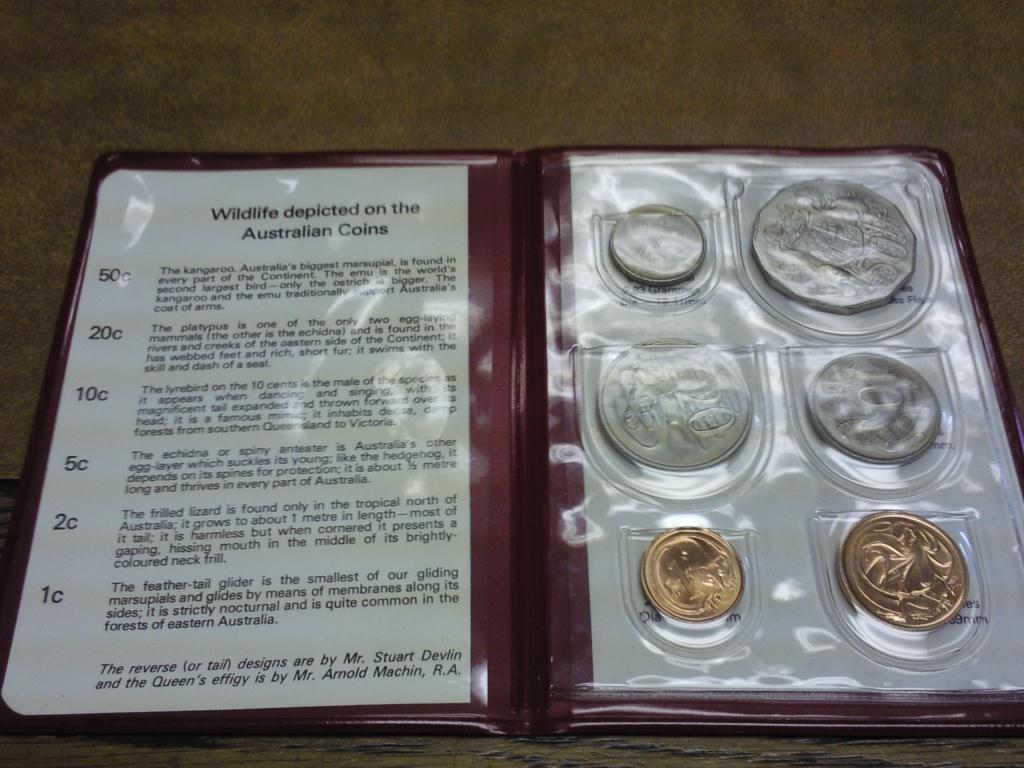 Wildlife depicted on the
Australian Coins
50c
The kangaroo. Australia's biggest marsupial, is found in
every part of the Continent. The emu is the world's
second largest bird—only the ostrich is bigger. The
kangaroo and the emu traditionally support Australia's
coat of arms.
20c
The platypus is one of the only two egg-laying
mammals (the other is the echidna) and is found in the
rivers and creeks of the eastern side of the Continent; it
has webbed feet and rich, short fur; it swims with the
skill and dash of a seal.
10c
The lyrebird on the 10 cents is the male of the species as
it appears when dancing and singing, with its
magnificent tail expanded and thrown forward over its
head; it is a famous mimic; it inhabits dense, damp
forests from southern Queensland to Victoria.
5c
The echidna or spiny anteater is Australia's other
egg-layer which suckles its young; like the hedgehog, it
depends on its spines for protection; it is about ½ metre
long and thrives in every part of Australia.
2c
The frilled lizard is found only in the tropical north of
Australia; it grows to about 1 metre in length—most of
it tail; it is harmless but when cornered it presents a
gaping, hissing mouth in the middle of its brightly-
coloured neck frill.
1c
The feather-tail glider is the smallest of our gliding
marsupials and glides by means of membranes along its
sides; it is strictly nocturnal and is quite common in the
forests of eastern Australia.
The reverse (or tail) designs are by Mr. Stuart Devlin
and the Queen's effigy is by Mr. Arnold Machin, R.A.
Gramme
20
10
mm.
Dia